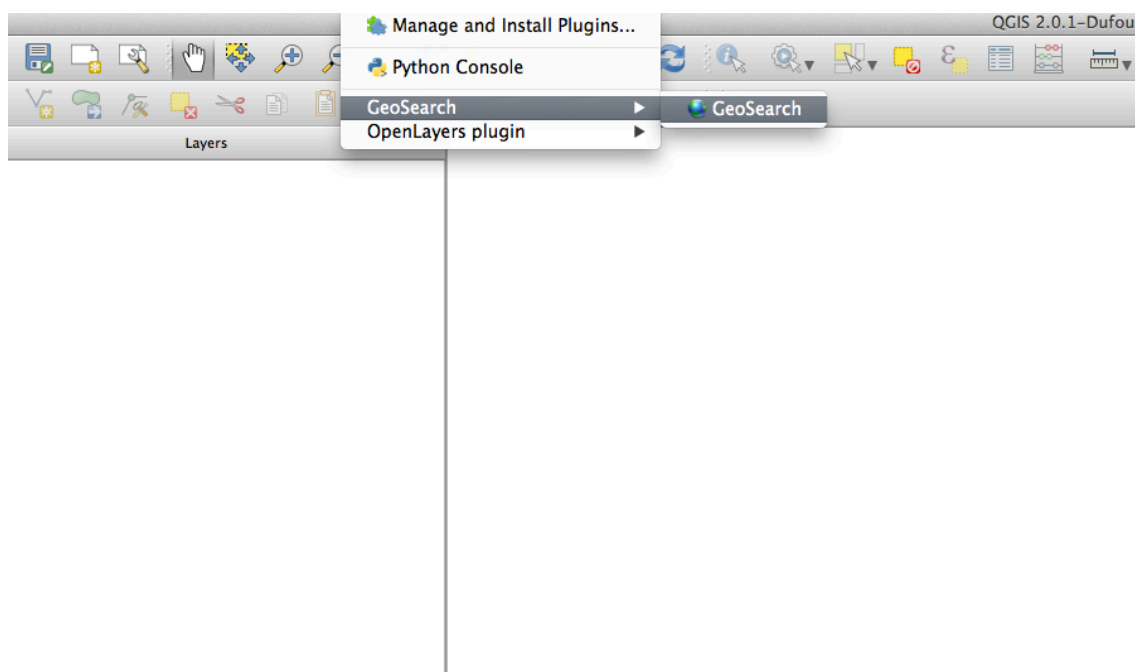 Manage and Install Plugins...
QGIS 2.0.1-Dufou
Python Console
GeoSearch
GeoSearch
OpenLayers plugin
Layers